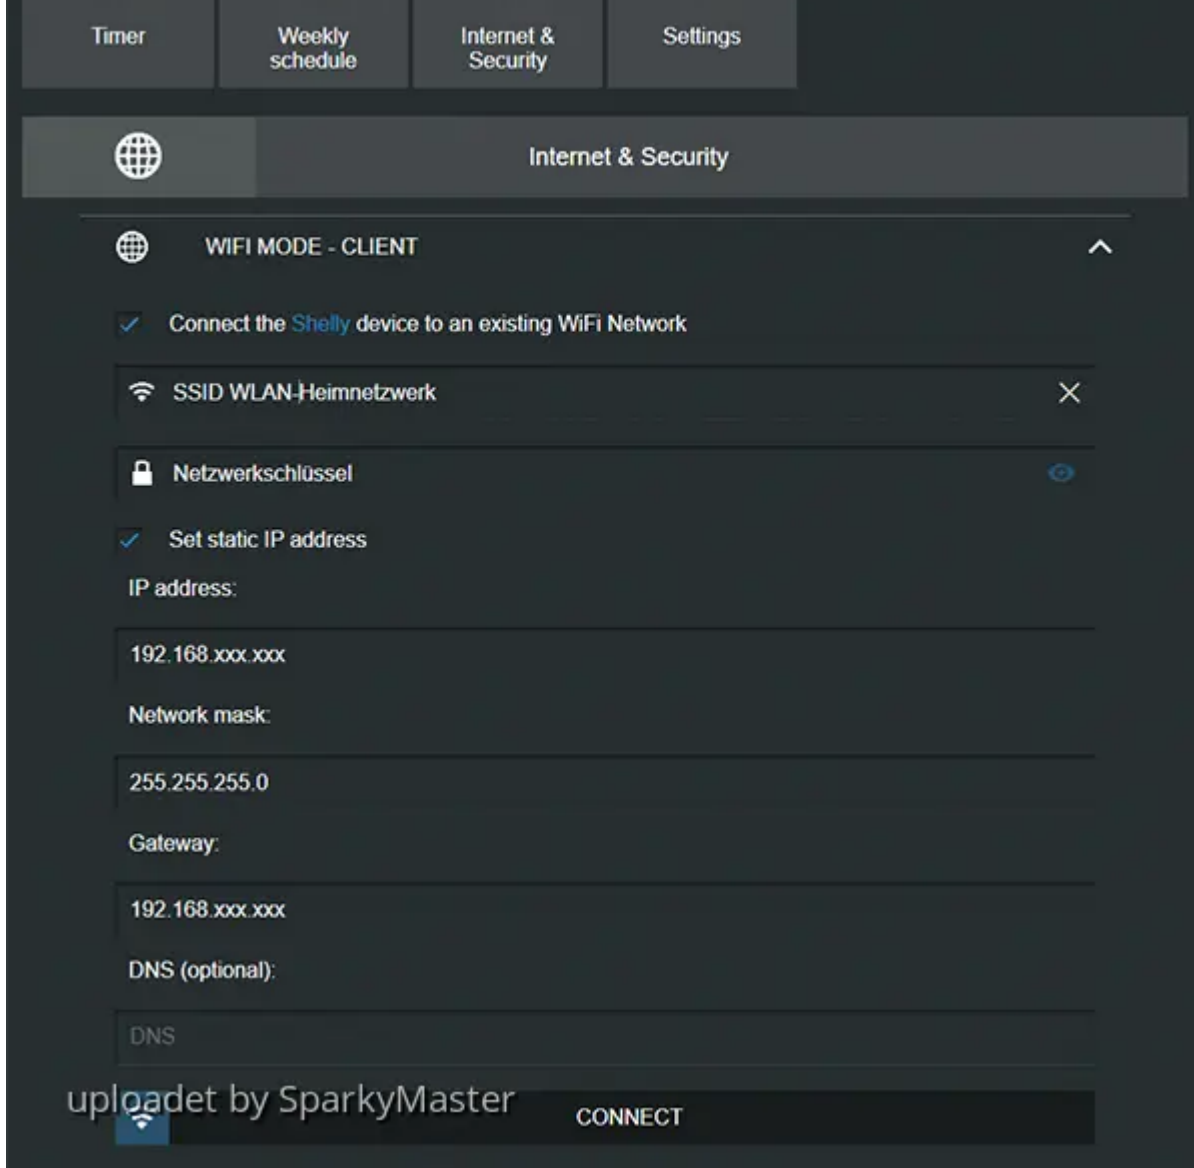 Timer
Weekly
schedule
Internet &
Security
Settings
Internet & Security
WIFI MODE - CLIENT
Connect the Shelly device to an existing WiFi Network
SSID WLAN-Heimnetzwerk
Netzwerkschlüssel
Set static IP address
IP address:
192.168.xxx.xxx
Network mask:
255.255.255.0
Gateway:
192.168.xxx.xxx
DNS (optional):
DNS
uploadet by SparkyMaster
CONNECT